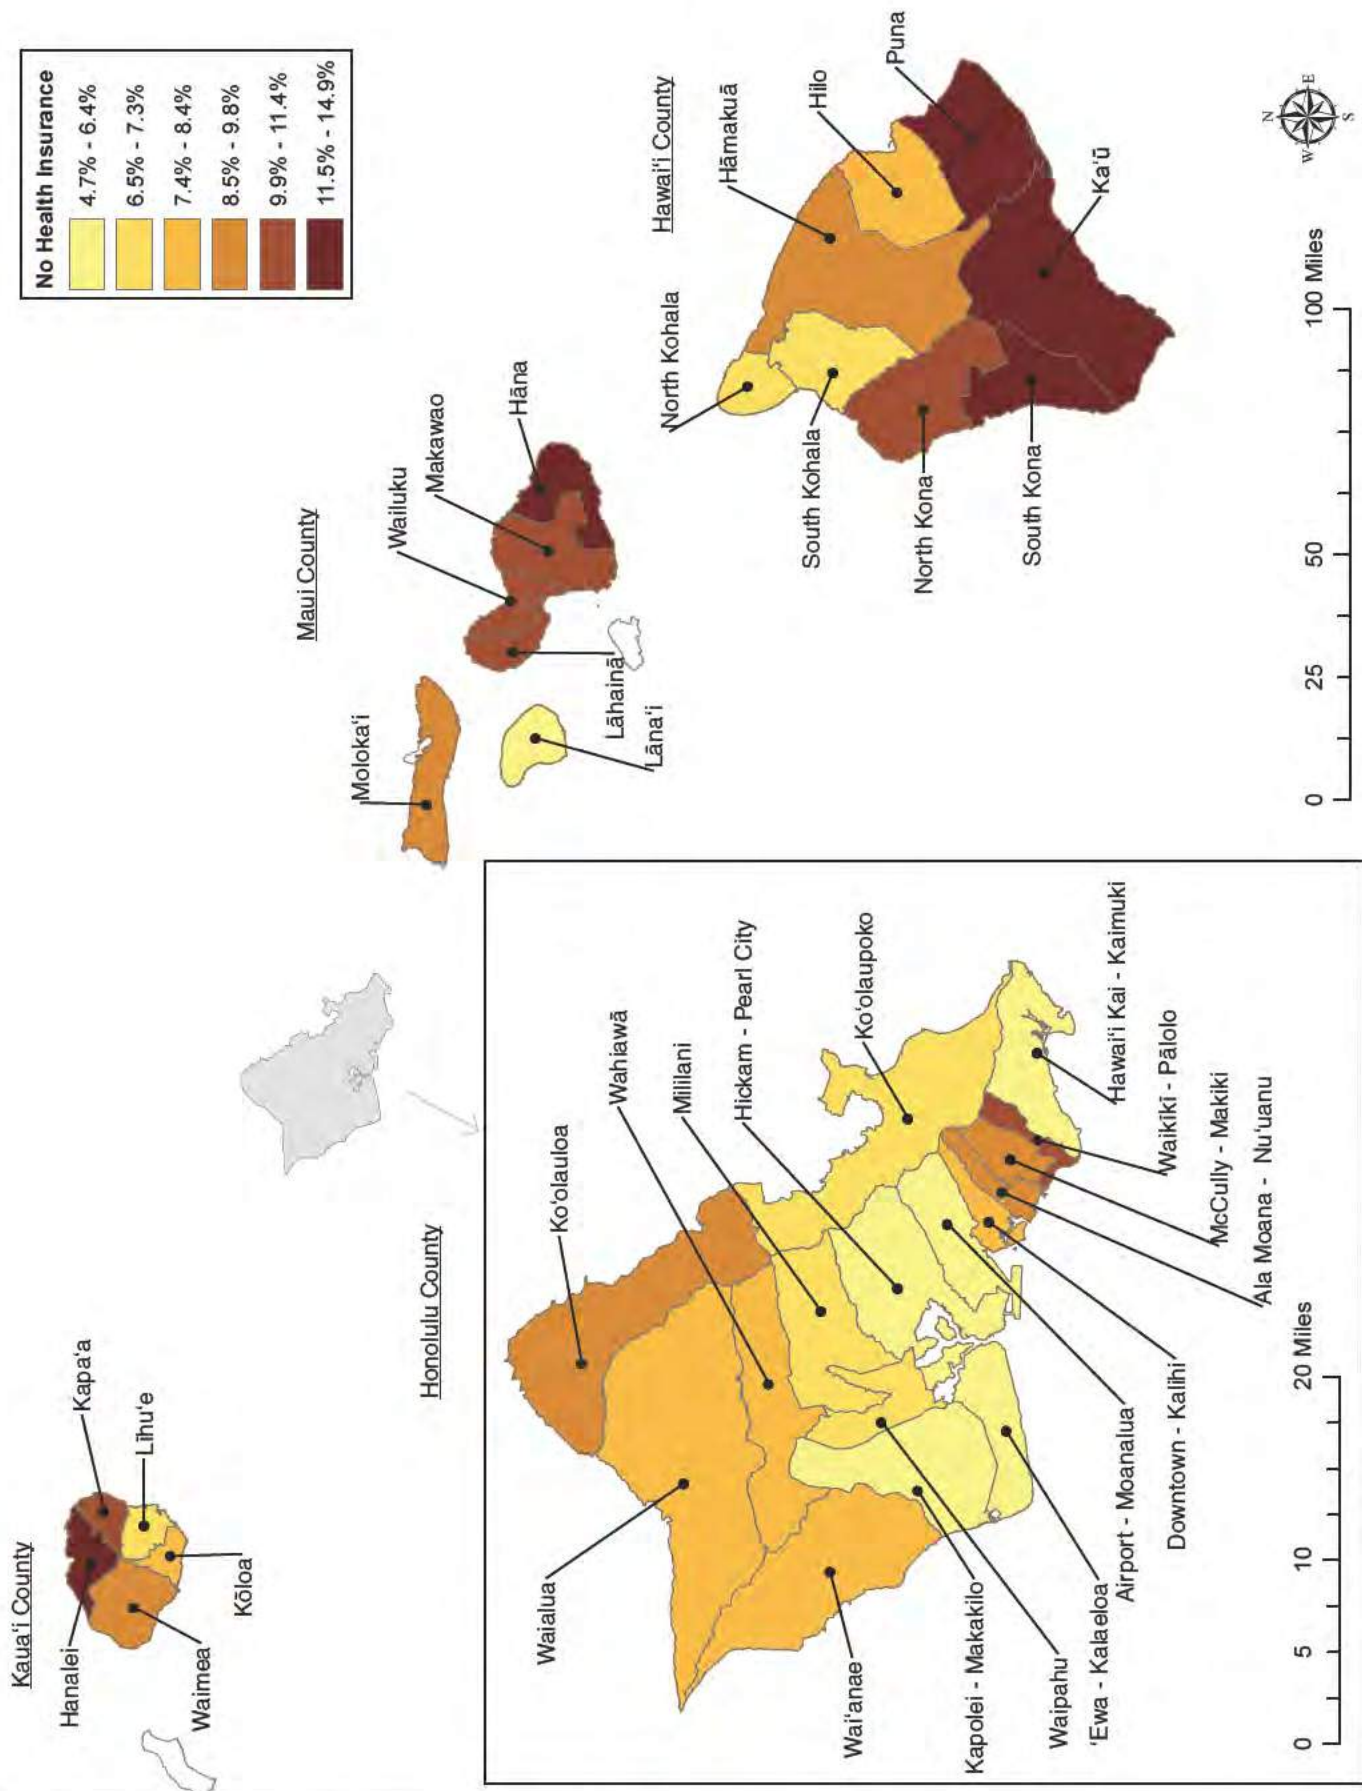 Kaua'i County
Hanalei
Kapa'a
Līhu'e
Waimea
Kōloa
Honolulu County
Ko'olauloa
Wahiawā
Mililani
Hickam - Pearl City
Ko'olaupoko
Waialua
Wai'anae
Kapolei - Makakilo
Waipahu
'Ewa - Kalaeloa
Airport - Moanalua
Downtown - Kalihi
Ala Moana - Nu'uanu
McCully - Makiki
Waikīkī - Pālolo
Hawai'i Kai - Kaimuki
0 5 10 20 Miles
Maui County
Moloka'i
Wailuku
Makawao
Hāna
Lāhainā
Lāna'i
No Health Insurance
4.7% - 6.4%
6.5% - 7.3%
7.4% - 8.4%
8.5% - 9.8%
9.9% - 11.4%
11.5% - 14.9%
Hawai'i County
North Kohala
Hāmakuā
Hilo
Puna
South Kohala
North Kona
South Kona
Ka'ū
0 25 50 100 Miles
N
W E
S